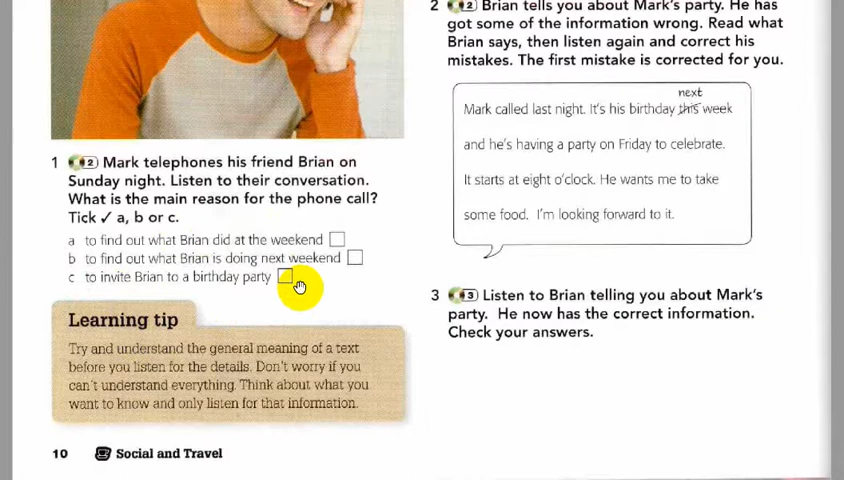 1 2 Mark telephones his friend Brian on
Sunday night. Listen to their conversation.
What is the main reason for the phone call?
Tick ✓ a, b or c.
a to find out what Brian did at the weekend
b to find out what Brian is doing next weekend
c to invite Brian to a birthday party
Learning tip
Try and understand the general meaning of a text
before you listen for the details. Don't worry if you
can't understand everything. Think about what you
want to know and only listen for that information.
10 Social and Travel
2 2 Brian tells you about Mark's party. He has
got some of the information wrong. Read what
Brian says, then listen again and correct his
mistakes. The first mistake is corrected for you.
next
Mark called last night. It's his birthday this week
and he's having a party on Friday to celebrate.
It starts at eight o'clock. He wants me to take
some food. I'm looking forward to it.
3 3 Listen to Brian telling you about Mark's
party. He now has the correct information.
Check your answers.